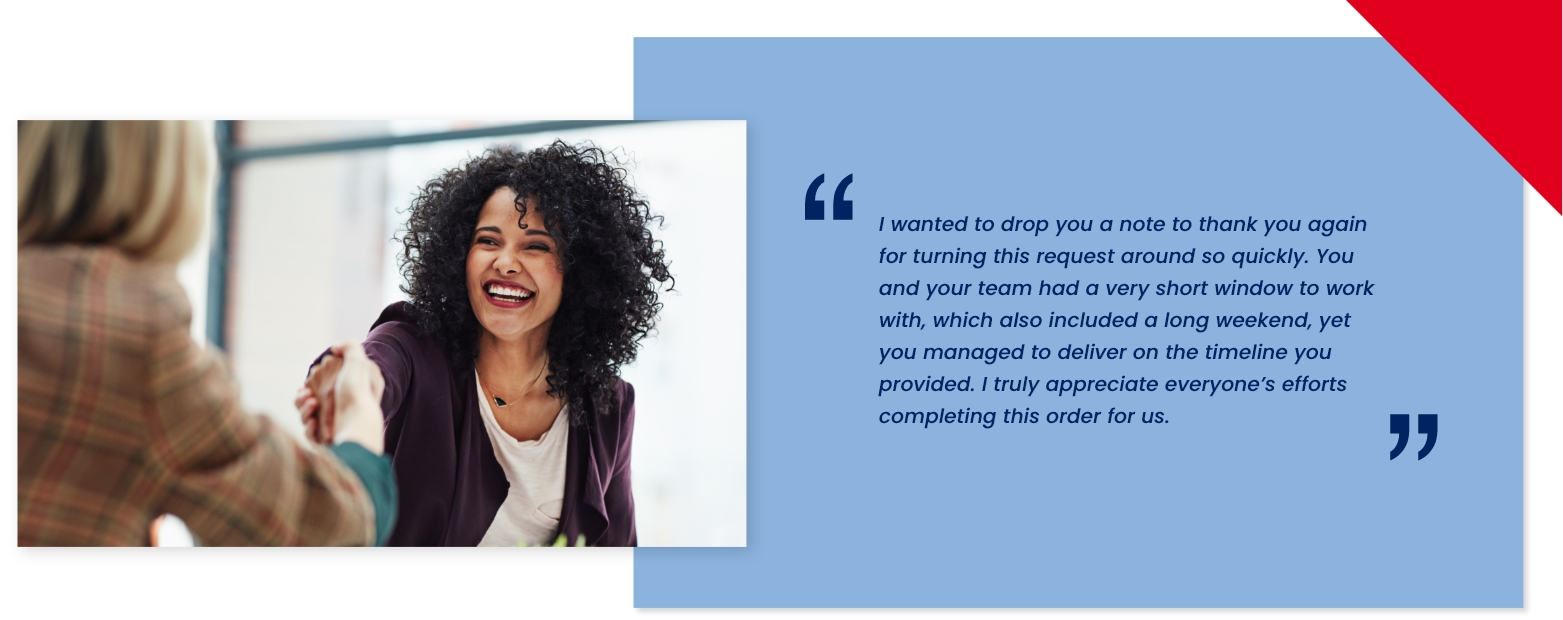 “
I wanted to drop you a note to thank you again
for turning this request around so quickly. You
and your team had a very short window to work
with, which also included a long weekend, yet
you managed to deliver on the timeline you
provided. I truly appreciate everyone’s efforts
completing this order for us.
”